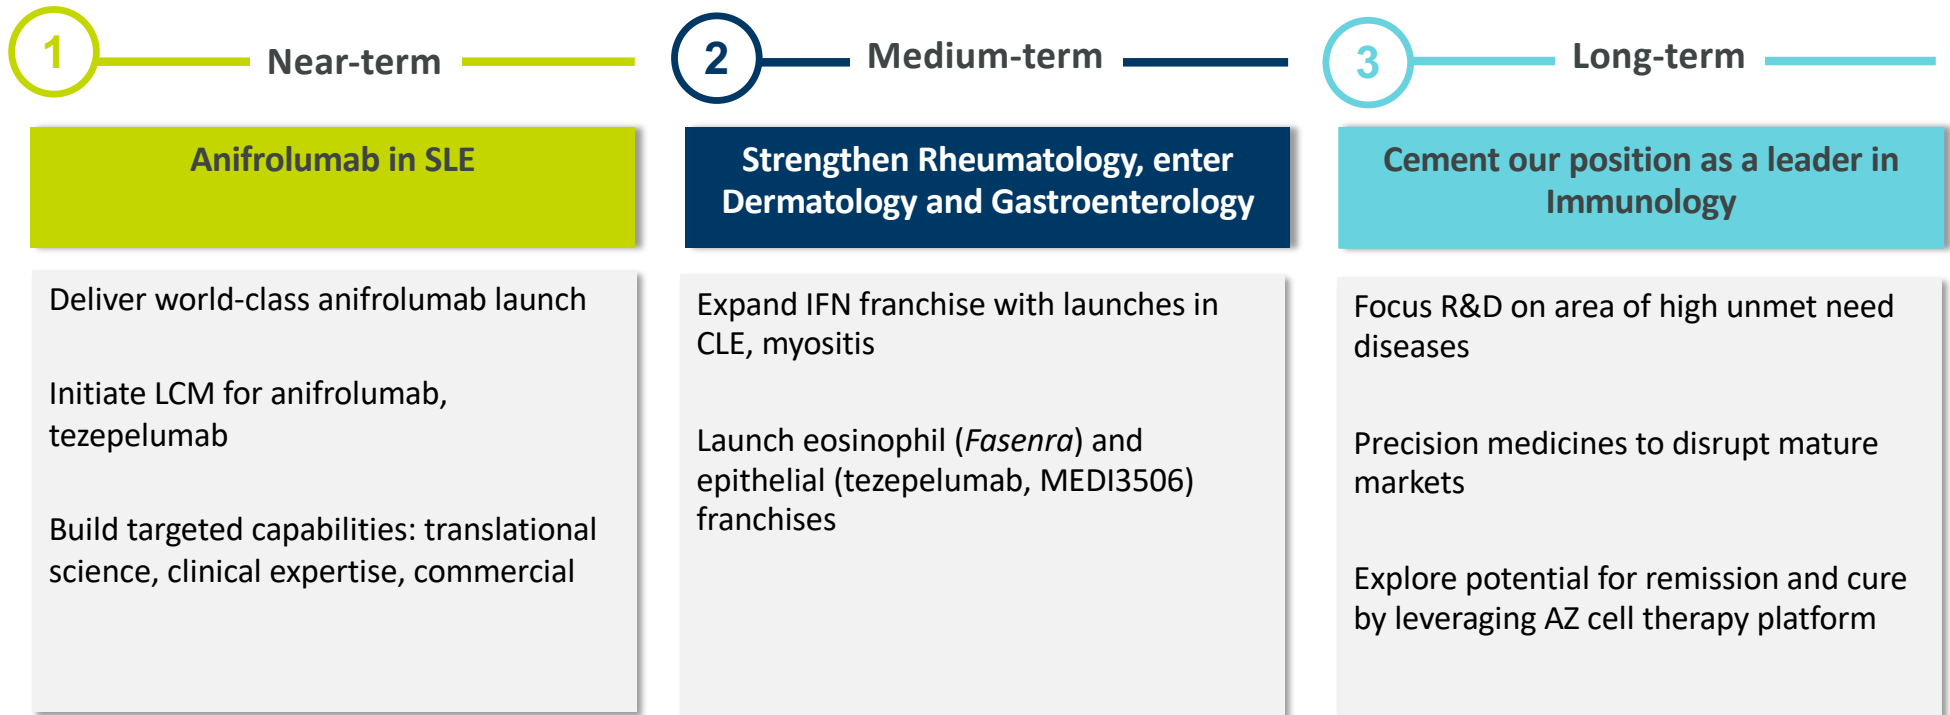 1
Near-term
Anifrolumab in SLE
Deliver world-class anifrolumab launch
Initiate LCM for anifrolumab,
tezepelumab
Build targeted capabilities: translational
science, clinical expertise, commercial
2
Medium-term
Strengthen Rheumatology, enter
Dermatology and Gastroenterology
Expand IFN franchise with launches in
CLE, myositis
Launch eosinophil (Fasenra) and
epithelial (tezepelumab, MEDI3506)
franchises
3
Long-term
Cement our position as a leader in
Immunology
Focus R&D on area of high unmet need
diseases
Precision medicines to disrupt mature
markets
Explore potential for remission and cure
by leveraging AZ cell therapy platform